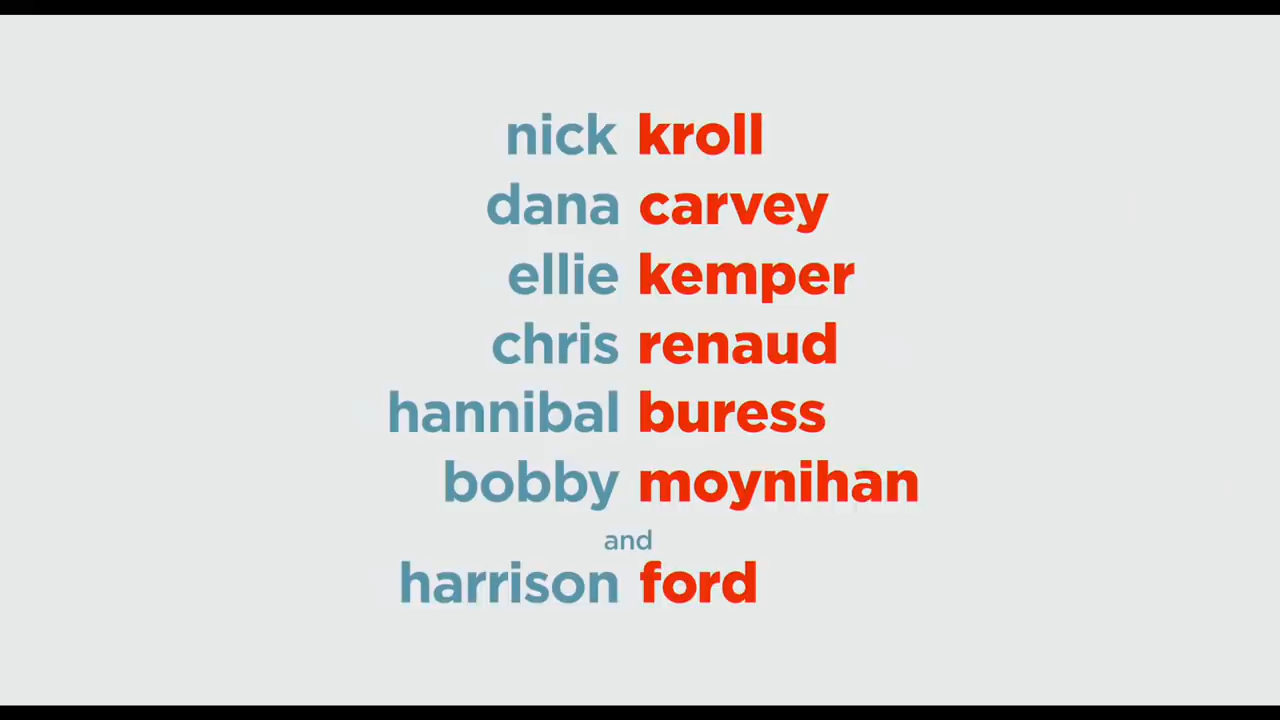 nick kroll
dana carvey
ellie kemper
chris renaud
hannibal buress
bobby moynihan
and
harrison ford